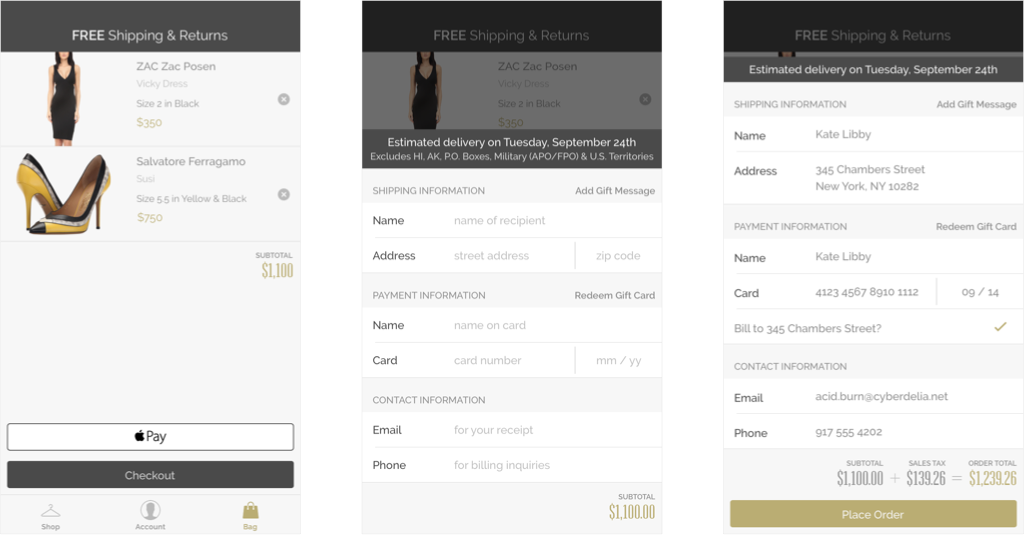 FREE Shipping & Returns
ZAC Zac Posen
Vicky Dress
Size 2 in Black
$350
Salvatore Ferragamo
Susi
Size 5.5 in Yellow & Black
$750
SUBTOTAL
$1,100
Pay
Checkout
Shop
Account
Bag
FREE Shipping & Returns
ZAC Zac Posen
Vicky Dress
Size 2 in Black
$350
Estimated delivery on Tuesday, September 24th
Excludes HI, AK, P.O. Boxes, Military (APO/FPO) & U.S. Territories
SHIPPING INFORMATION Add Gift Message
Name name of recipient
Address street address zip code
PAYMENT INFORMATION Redeem Gift Card
Name name on card
Card card number mm / yy
CONTACT INFORMATION
Email for your receipt
Phone for billing inquiries
SUBTOTAL
$1,100.00
FREE Shipping & Returns
Estimated delivery on Tuesday, September 24th
SHIPPING INFORMATION Add Gift Message
Name Kate Libby
Address 345 Chambers Street
New York, NY 10282
PAYMENT INFORMATION Redeem Gift Card
Name Kate Libby
Card 4123 4567 8910 1112 09 / 14
Bill to 345 Chambers Street?
CONTACT INFORMATION
Email acid.burn@cyberdelia.net
Phone 917 555 4202
SUBTOTAL SALES TAX ORDER TOTAL
$1,100.00 + $139.26 = $1,239.26
Place Order